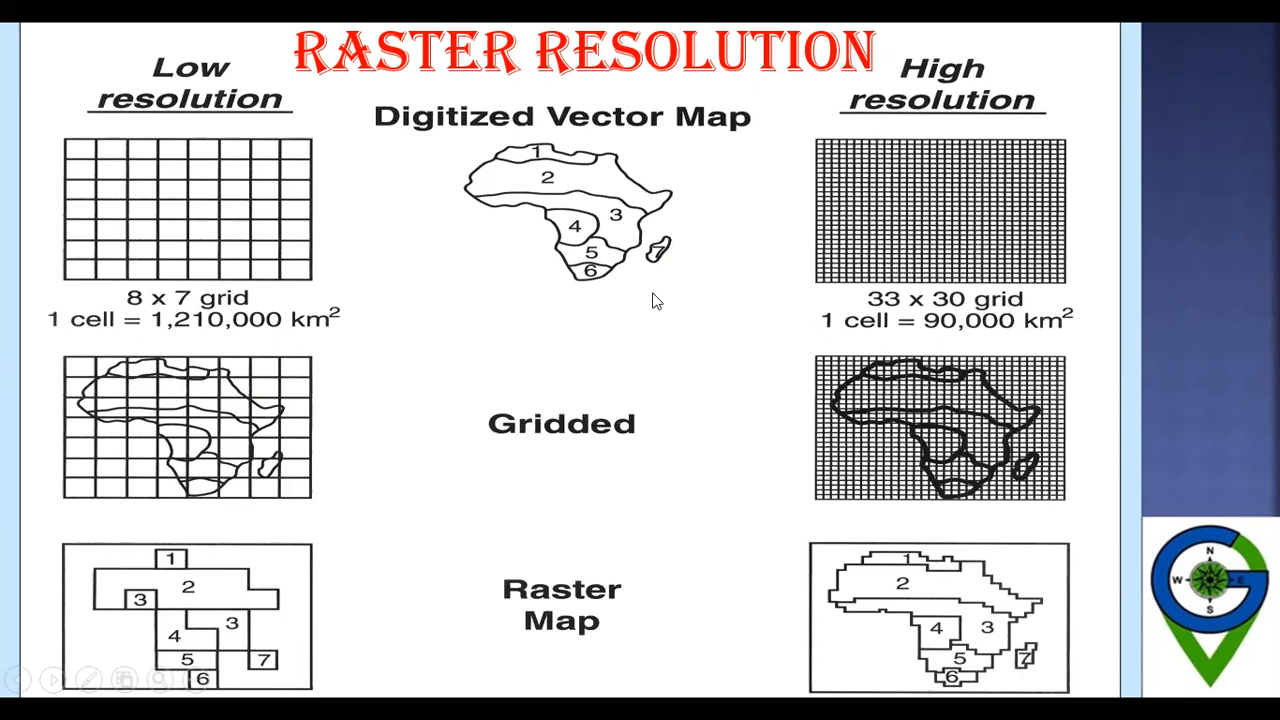 RASTER RESOLUTION
Low
resolution
Digitized Vector Map
High
resolution
1
2
3
4
5
6
7
8 x 7 grid
1 cell = 1,210,000 km²
33 x 30 grid
1 cell = 90,000 km²
Gridded
1
2
3
3
4
5
7
6
Raster
Map
1
2
4
3
5
7
6
N
W
E
S